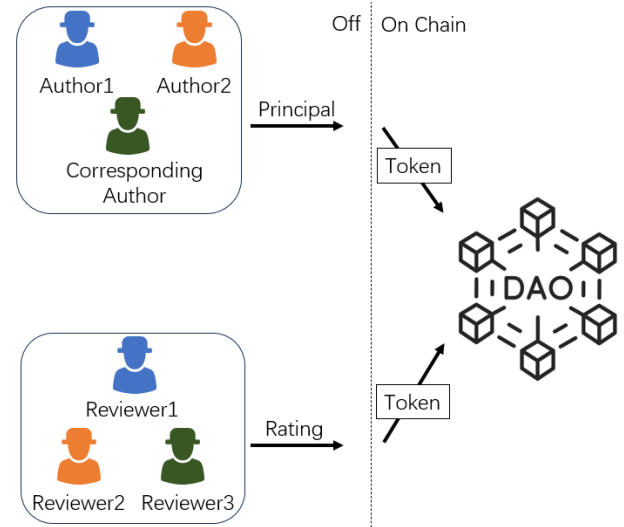 Off
On Chain
Author1
Author2
Corresponding
Author
Principal
Token
DAO
Reviewer1
Reviewer2
Reviewer3
Rating
Token